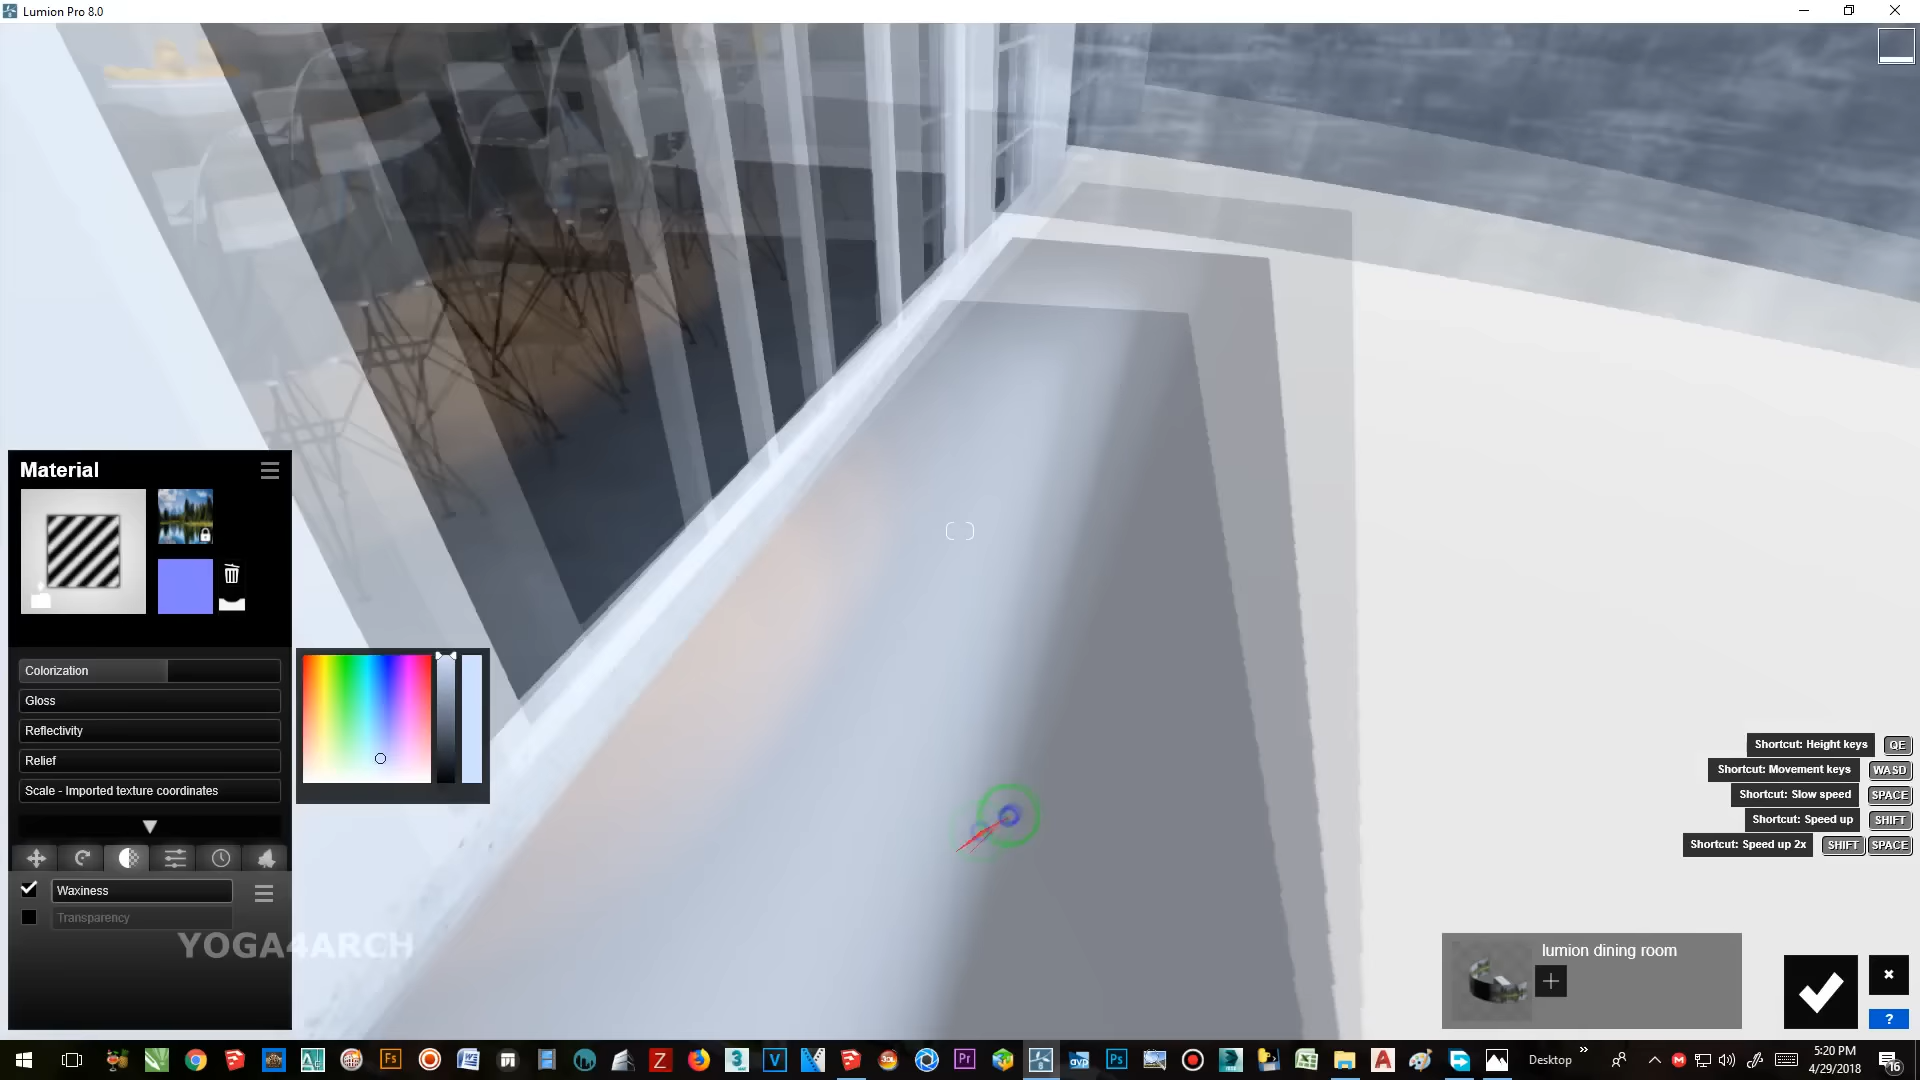 Lumion Pro 8.0
Material
Colorization
Gloss
Reflectivity
Relief
Scale - Imported texture coordinates
Waxiness
Transparency
YOGA4ARCH
Shortcut: Height keys QE
Shortcut: Movement keys WASD
Shortcut: Slow speed SPACE
Shortcut: Speed up SHIFT
Shortcut: Speed up 2x SHIFT SPACE
lumion dining room
?
Desktop
5:20 PM
4/29/2018
16